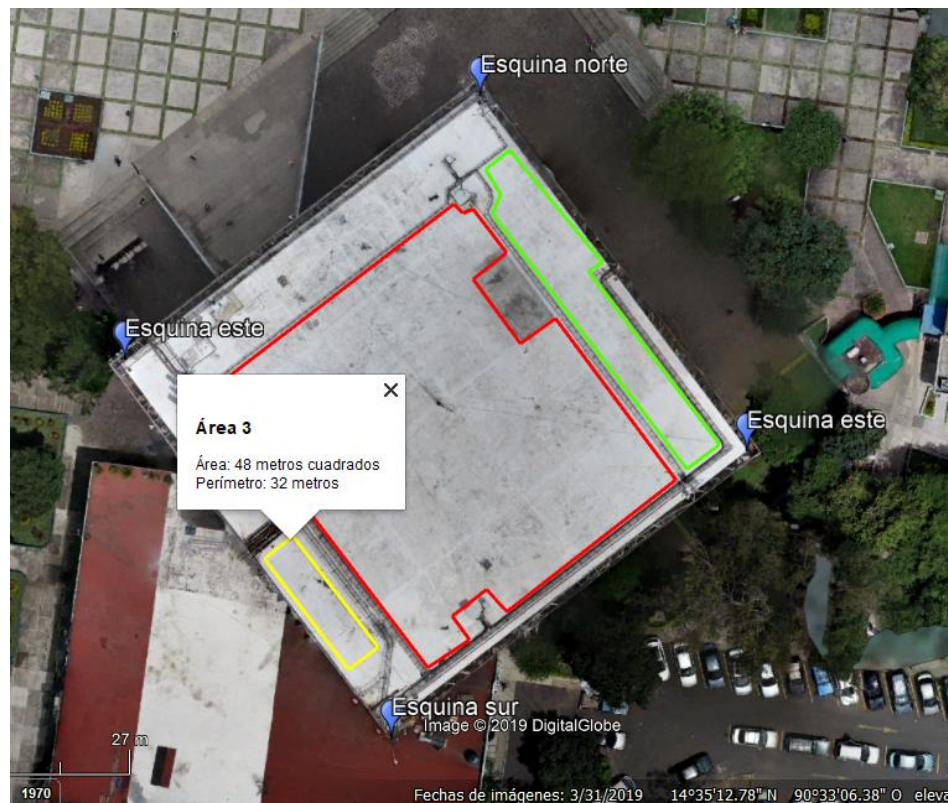 Esquina norte
Esquina este
Área 3
Área: 48 metros cuadrados
Perímetro: 32 metros
Esquina este
Esquina sur
Image © 2019 DigitalGlobe
27 m
1970
Fechas de imágenes: 3/31/2019 14°35'12.78" N 90°33'06.38" O eleva